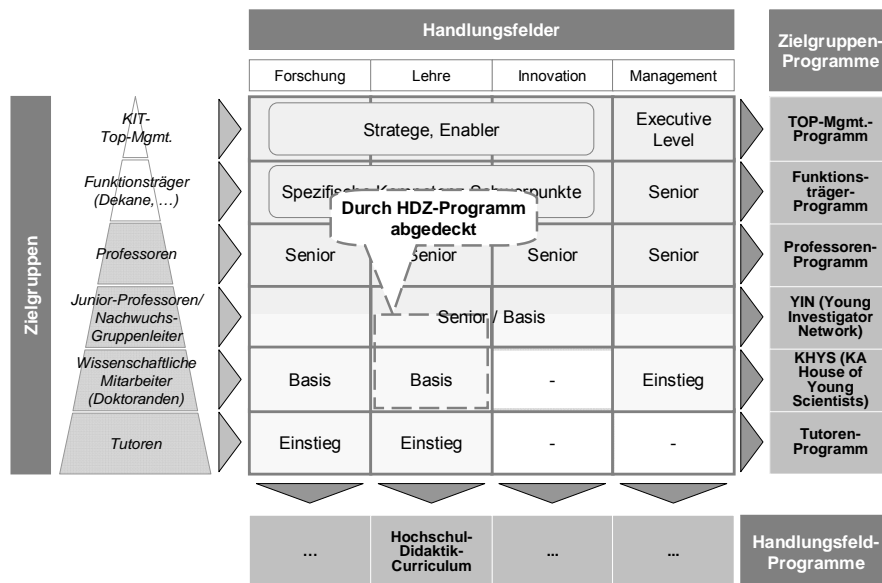 Handlungsfelder
Zielgruppen-
Programme
Forschung
Lehre
Innovation
Management
Zielgruppen
KIT-
Top-Mgmt.
Stratege, Enabler
Executive
Level
TOP-Mgmt.-
Programm
Funktionsträger
(Dekane, …)
Spezifische
Senior
Funktions-
träger-
Programm
Durch HDZ-Programm
abgedeckt
Professoren
Senior
Senior
Senior
Senior
Professoren-
Programm
Junior-Professoren/
Nachwuchs-
Gruppenleiter
Senior / Basis
YIN (Young
Investigator
Network)
Wissenschaftliche
Mitarbeiter
(Doktoranden)
Basis
Basis
-
Einstieg
KHYS (KA
House of
Young
Scientists)
Tutoren
Einstieg
Einstieg
-
-
Tutoren-
Programm
…
Hochschul-
Didaktik-
Curriculum
...
...
Handlungsfeld-
Programme